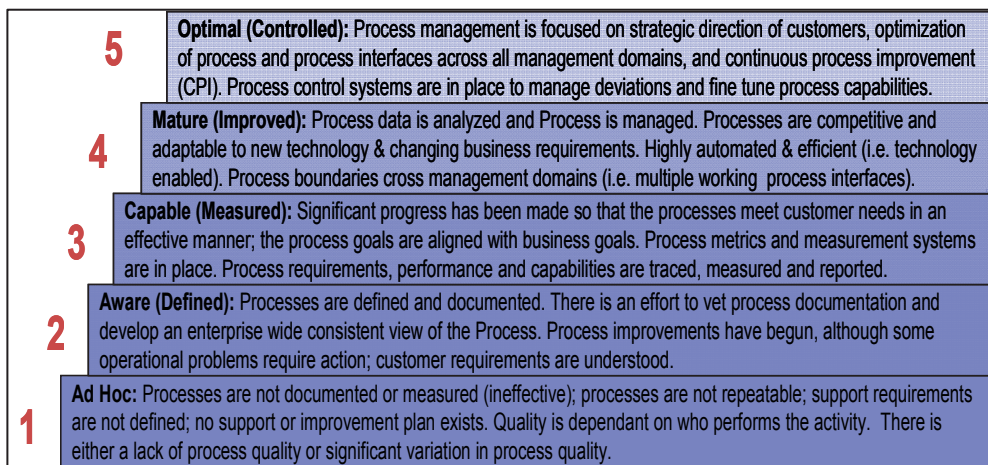 5
Optimal (Controlled): Process management is focused on strategic direction of customers, optimization
of process and process interfaces across all management domains, and continuous process improvement
(CPI). Process control systems are in place to manage deviations and fine tune process capabilities.
4
Mature (Improved): Process data is analyzed and Process is managed. Processes are competitive and
adaptable to new technology & changing business requirements. Highly automated & efficient (i.e. technology
enabled). Process boundaries cross management domains (i.e. multiple working process interfaces).
3
Capable (Measured): Significant progress has been made so that the processes meet customer needs in an
effective manner; the process goals are aligned with business goals. Process metrics and measurement systems
are in place. Process requirements, performance and capabilities are traced, measured and reported.
2
Aware (Defined): Processes are defined and documented. There is an effort to vet process documentation and
develop an enterprise wide consistent view of the Process. Process improvements have begun, although some
operational problems require action; customer requirements are understood.
1
Ad Hoc: Processes are not documented or measured (ineffective); processes are not repeatable; support requirements
are not defined; no support or improvement plan exists. Quality is dependant on who performs the activity. There is
either a lack of process quality or significant variation in process quality.